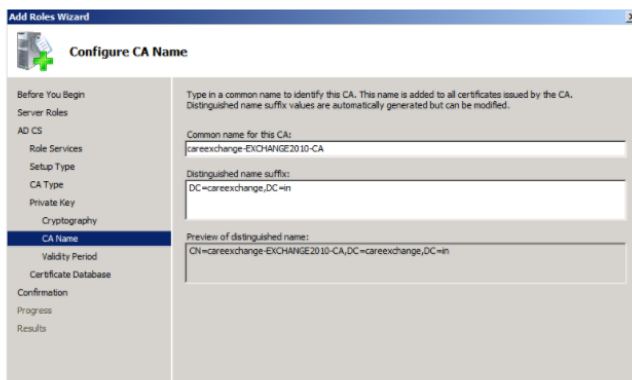 Add Roles Wizard
Configure CA Name
Before You Begin
Server Roles
AD CS
Role Services
Setup Type
CA Type
Private Key
Cryptography
CA Name
Validity Period
Certificate Database
Confirmation
Progress
Results
Type in a common name to identify this CA. This name is added to all certificates issued by the CA.
Distinguished name suffix values are automatically generated but can be modified.
Common name for this CA:
careexchange-EXCHANGE2010-CA
Distinguished name suffix:
DC=careexchange,DC=in
Preview of distinguished name:
CN=careexchange-EXCHANGE2010-CA,DC=careexchange,DC=in